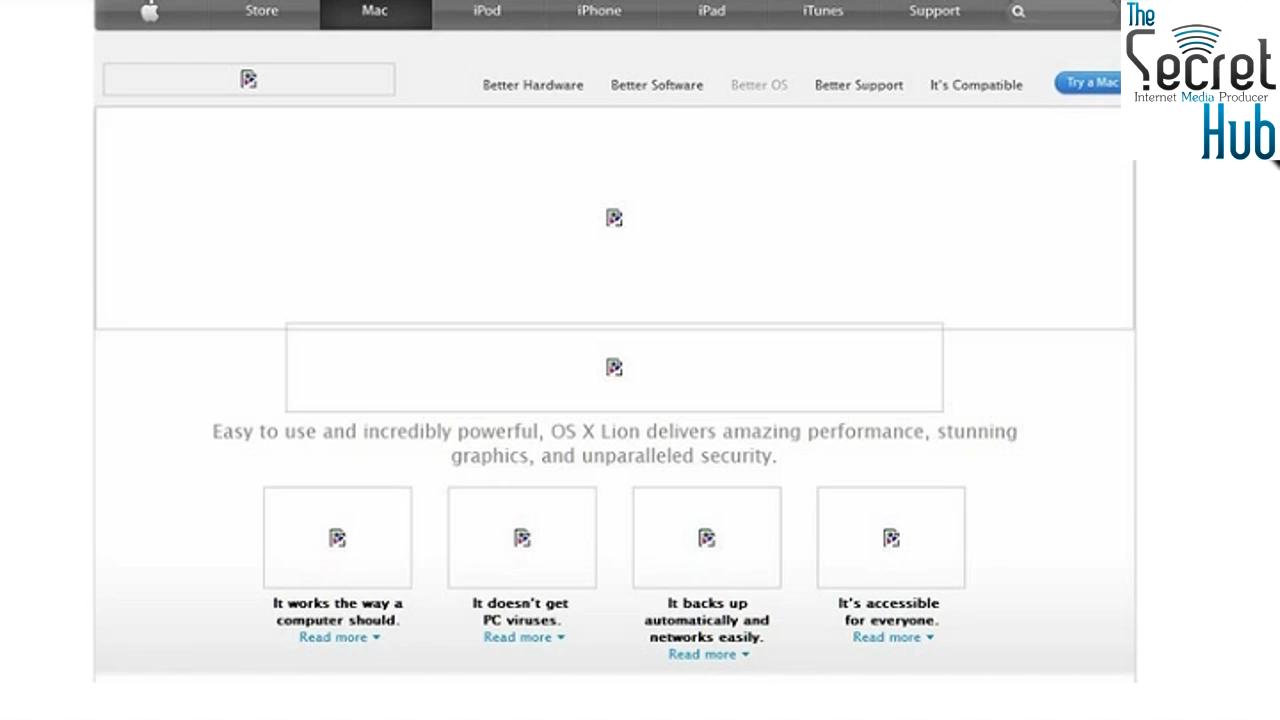 Store Mac iPod iPhone iPad iTunes Support
The
Secret
Internet Media Producer
Hub
Better Hardware Better Software Better OS Better Support It's Compatible Try a Mac
Easy to use and incredibly powerful, OS X Lion delivers amazing performance, stunning
graphics, and unparalleled security.
It works the way a
computer should.
Read more
It doesn't get
PC viruses.
Read more
It backs up
automatically and
networks easily.
Read more
It's accessible
for everyone.
Read more